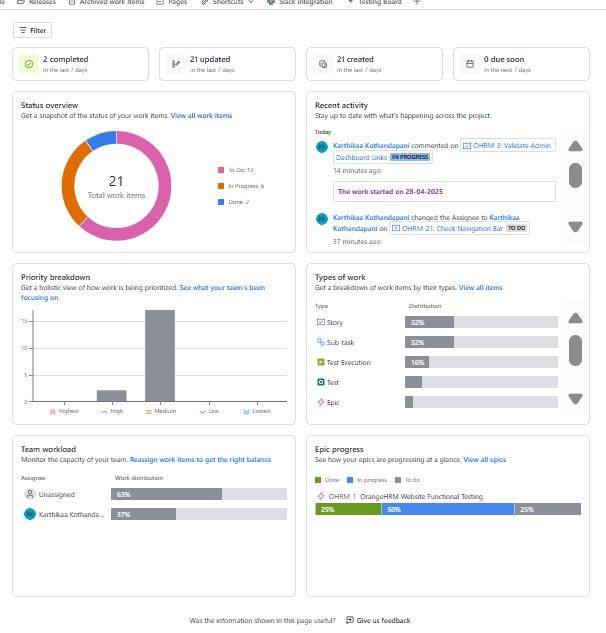 Releases
Archived work items
Pages
Shortcuts
Slack integration
Testing Board
Filter
2 completed
in the last 7 days
21 updated
in the last 7 days
21 created
in the last 7 days
0 due soon
in the next 7 days
Status overview
Get a snapshot of the status of your work items. View all work items
21
Total work items
To Do: 13
In Progress: 6
Done: 2
Recent activity
Stay up to date with what's happening across the project.
Today
Karthikaa Kothandapani commented on OHRM-3: Validate Admin
Dashboard Links IN PROGRESS
14 minutes ago
The work started on 28-04-2025
Karthikaa Kothandapani changed the Assignee to Karthikaa
Kothandapani on OHRM-21: Check Navigation Bar TO DO
37 minutes ago
Priority breakdown
Get a holistic view of how work is being prioritized. See what your team's been
focusing on
15
10
5
0
Highest
High
Medium
Low
Lowest
Types of work
Get a breakdown of work items by their types. View all items
Type Distribution
Story 32%
Sub-task 32%
Test Execution 16%
Test
Epic
Team workload
Monitor the capacity of your team. Reassign work items to get the right balance
Assignee Work distribution
Unassigned 63%
Karthikaa Kothanda... 37%
Epic progress
See how your epics are progressing at a glance. View all epics
Done In progress To do
OHRM-1 OrangeHRM Website Functional Testing
25% 50% 25%
Was the information shown in this page useful? Give us feedback